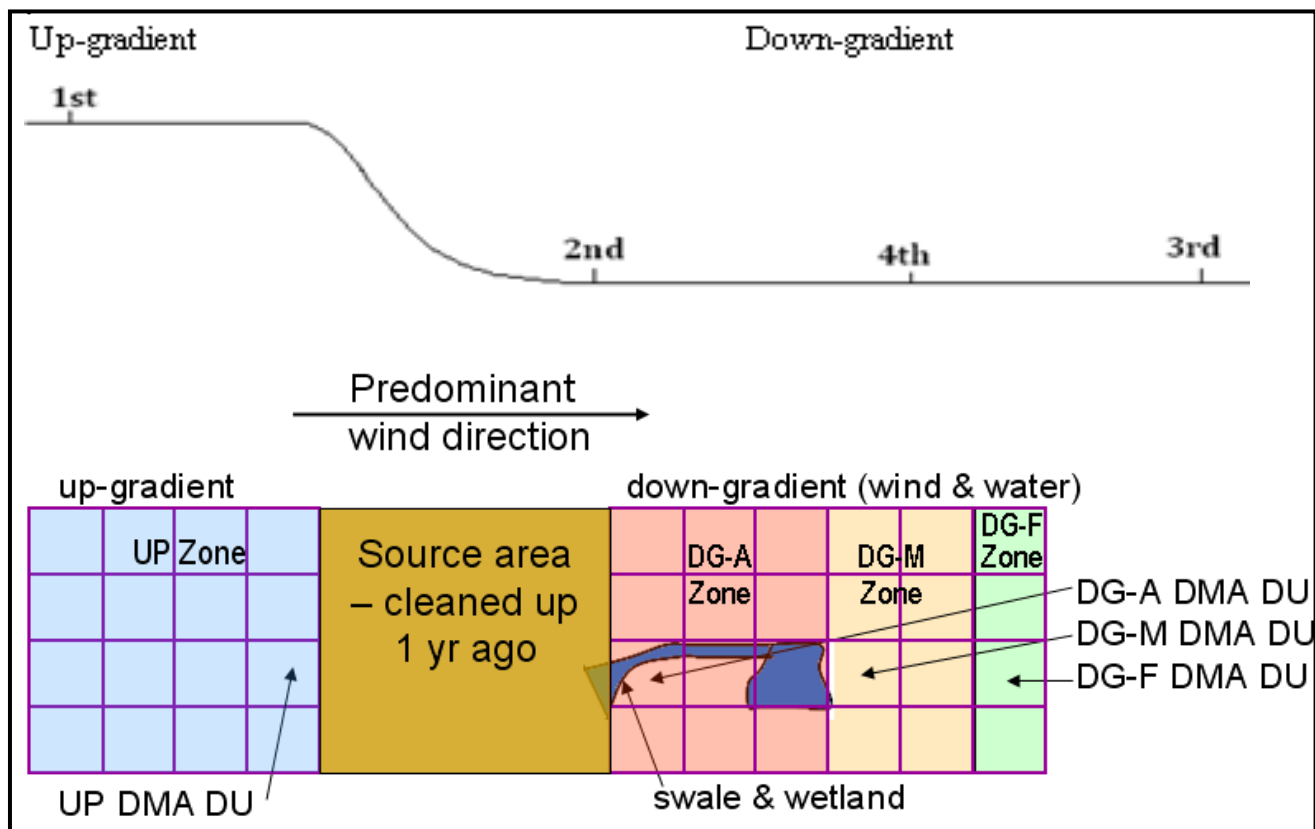 Up-gradient
Down-gradient
1st
2nd
4th
3rd
Predominant
wind direction
up-gradient
down-gradient (wind & water)
UP Zone
Source area
– cleaned up
1 yr ago
DG-A
Zone
DG-M
Zone
DG-F
Zone
DG-A DMA DU
DG-M DMA DU
DG-F DMA DU
UP DMA DU
swale & wetland